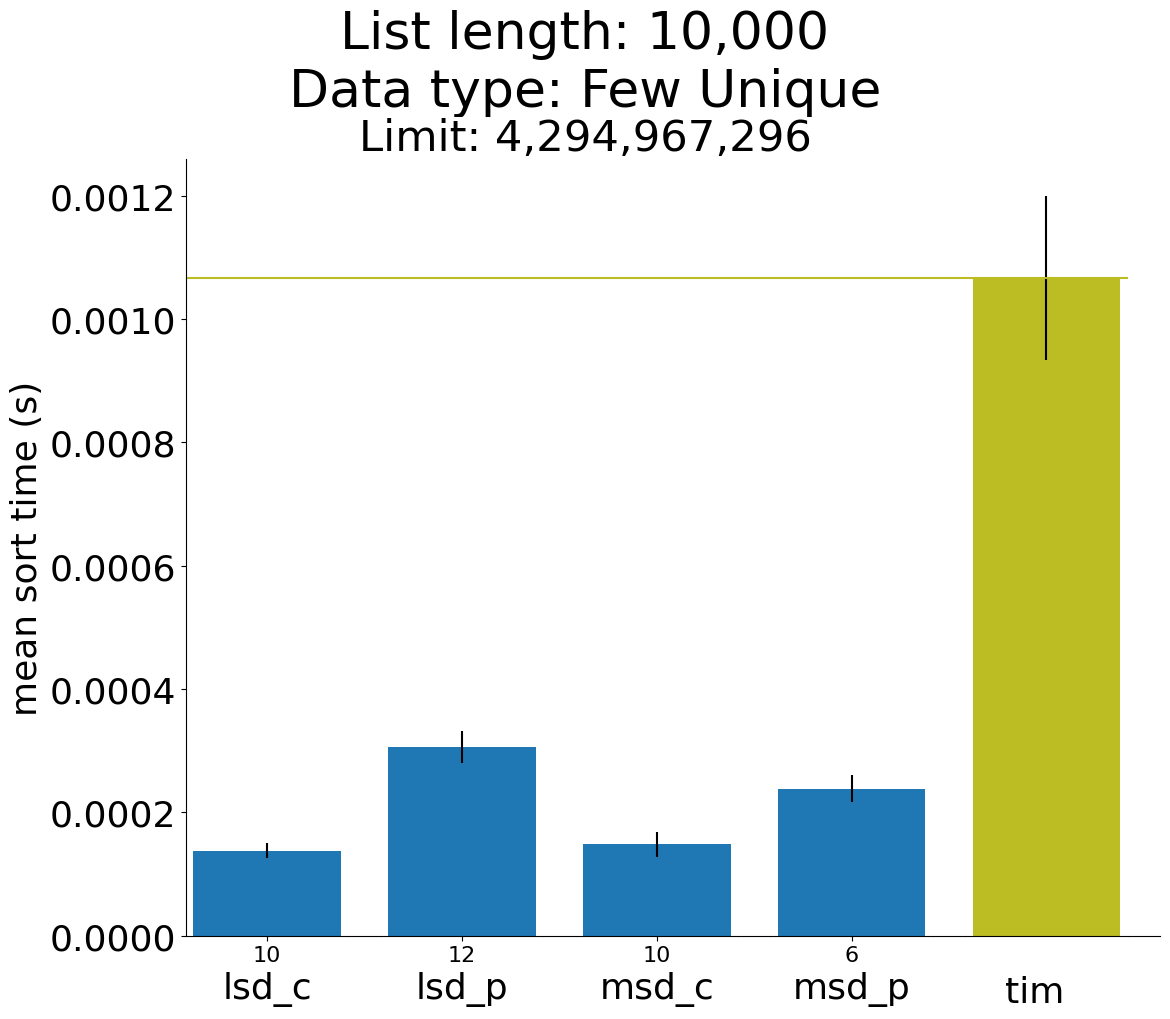 List length: 10,000
Data type: Few Unique
Limit: 4,294,967,296
mean sort time (s)
0.0012
0.0010
0.0008
0.0006
0.0004
0.0002
0.0000
10 12 10 6
lsd_c lsd_p msd_c msd_p tim